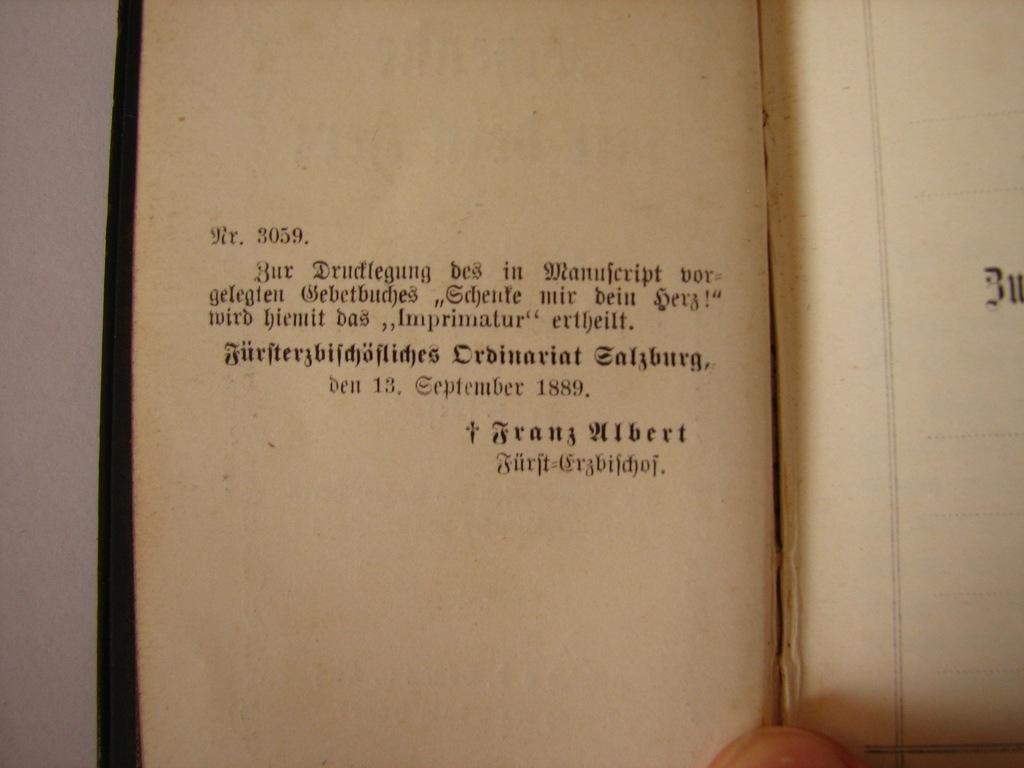 Nr. 3059.
Zur Drucklegung des in Manuscript vor-
gelegten Gebetbuches „Schenke mir dein Herz!“
wird hiemit das „Imprimatur“ ertheilt.
Fürsterzbischöfliches Ordinariat Salzburg,
den 13. September 1889.
† Franz Albert
Fürst-Erzbischof.